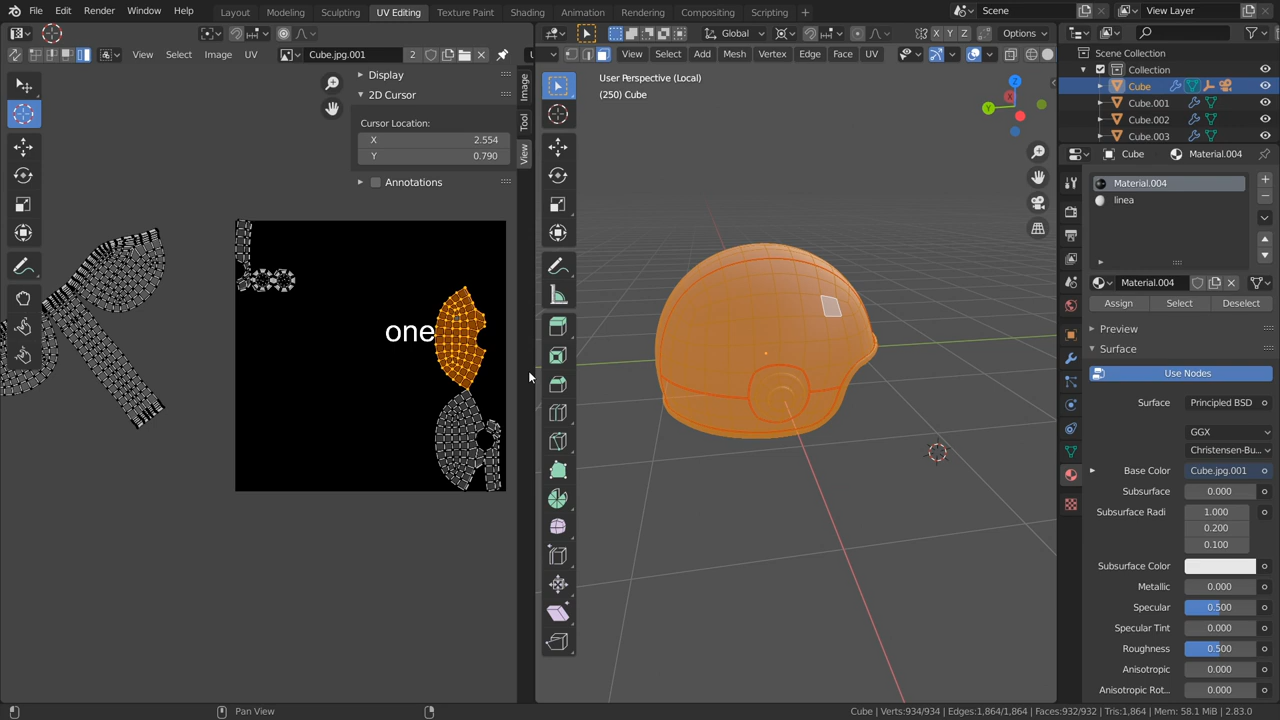 File Edit Render Window Help Layout Modeling Sculpting UV Editing Texture Paint Shading Animation Rendering Compositing Scripting + Scene View Layer
Global X Y Z Options
View Select Image UV Cube.jpg.001 2 View Select Add Mesh Vertex Edge Face UV
Display
2D Cursor
Cursor Location:
X 2.554
Y 0.790
Annotations
Image
Tool
View
one
User Perspective (Local)
(250) Cube
Z
Y
Scene Collection
Collection
Cube
Cube.001
Cube.002
Cube.003
Cube Material.004
Material.004
linea
Material.004
Assign Select Deselect
Preview
Surface
Use Nodes
Surface Principled BSD
GGX
Christensen-Bu...
Base Color Cube.jpg.001
Subsurface 0.000
Subsurface Radi 1.000
0.200
0.100
Subsurface Color
Metallic 0.000
Specular 0.500
Specular Tint 0.000
Roughness 0.500
Anisotropic 0.000
Anisotropic Rot... 0.000
Pan View
Cube | Verts:934/934 | Edges:1,864/1,864 | Faces:932/932 | Tris:1,864 | Mem: 58.1 MiB | 2.83.0